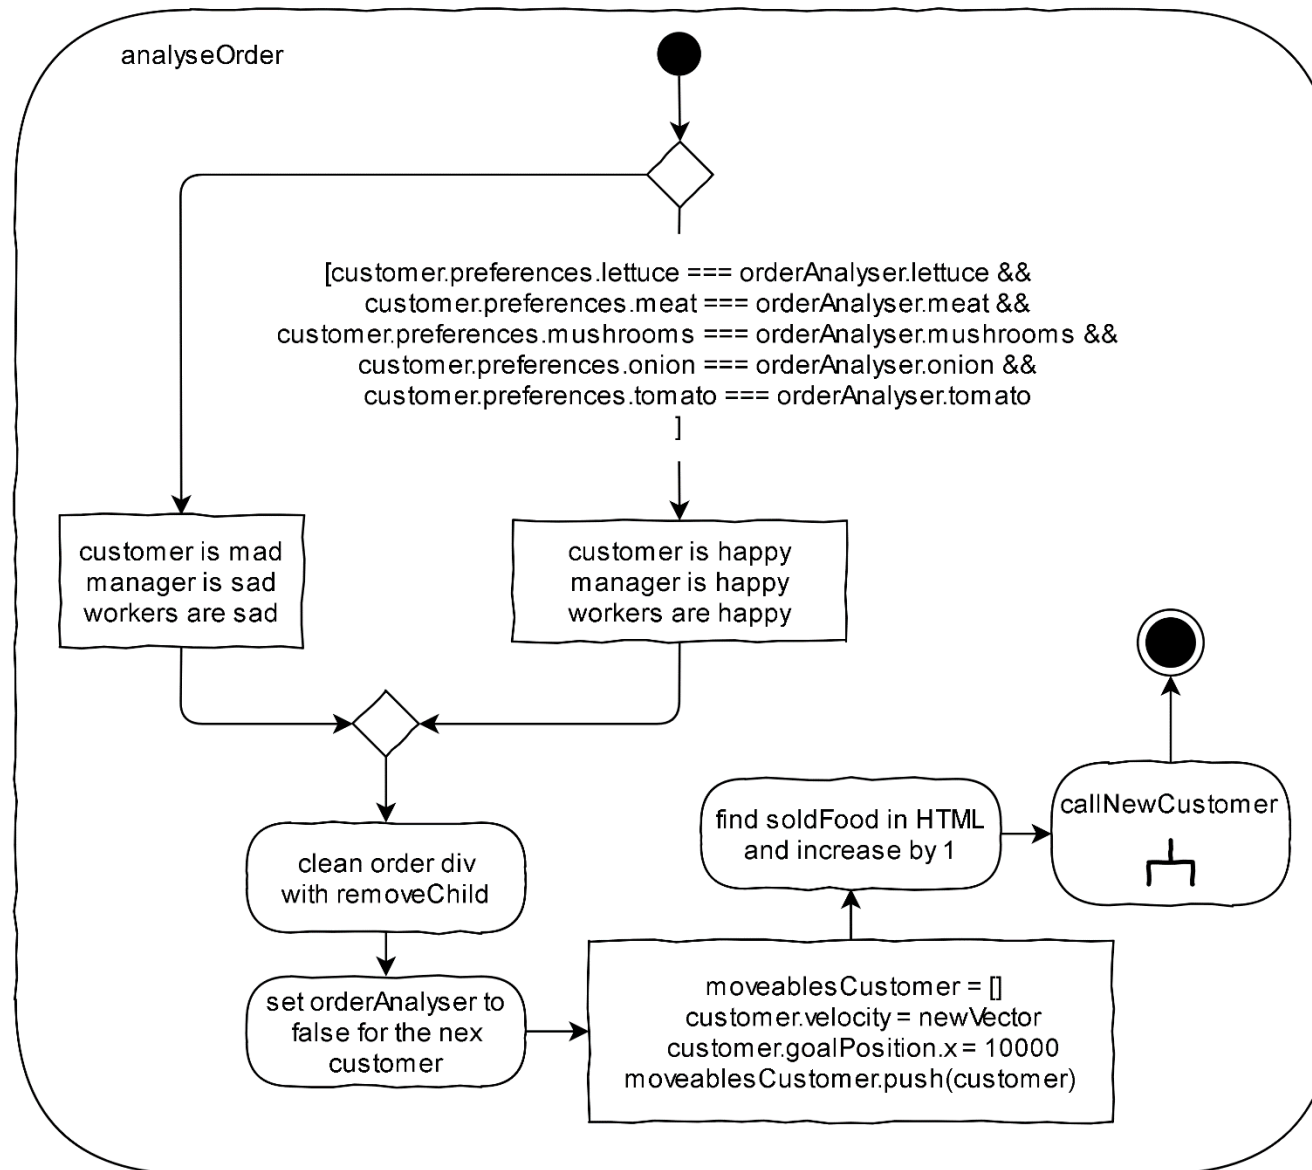 analyseOrder
[customer.preferences.lettuce === orderAnalyser.lettuce &&
customer.preferences.meat === orderAnalyser.meat &&
customer.preferences.mushrooms === orderAnalyser.mushrooms &&
customer.preferences.onion === orderAnalyser.onion &&
customer.preferences.tomato === orderAnalyser.tomato
]
customer is mad
manager is sad
workers are sad
customer is happy
manager is happy
workers are happy
clean order div
with removeChild
set orderAnalyser to
false for the nex
customer
moveablesCustomer = []
customer.velocity = newVector
customer.goalPosition.x = 10000
moveablesCustomer.push(customer)
find soldFood in HTML
and increase by 1
callNewCustomer